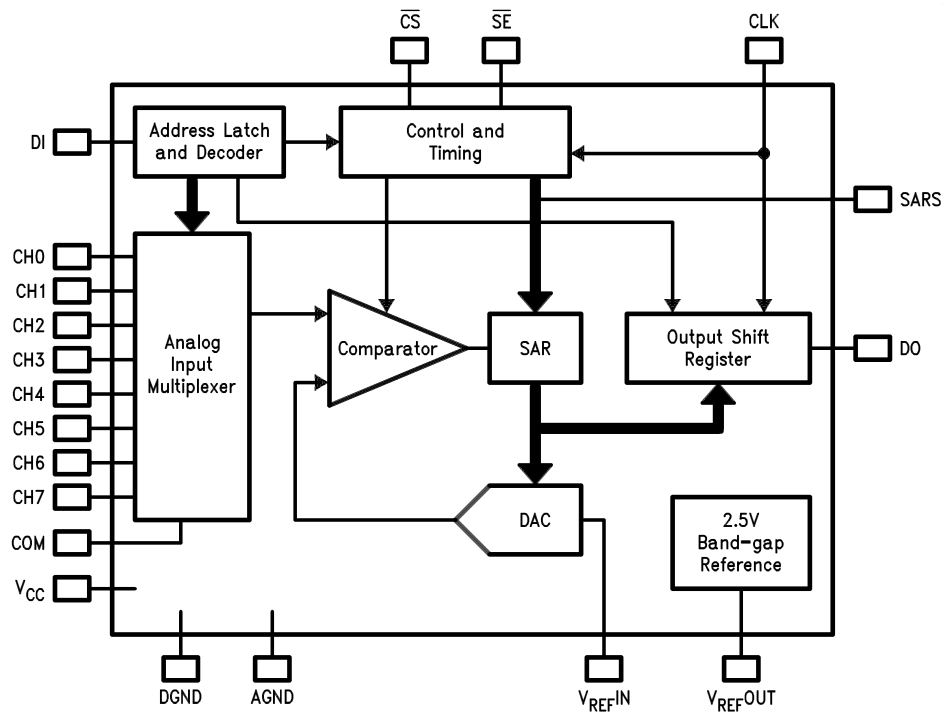 C̅S̅
S̅E̅
CLK
DI
Address Latch
and Decoder
Control and
Timing
SARS
CH0
CH1
CH2
CH3
CH4
CH5
CH6
CH7
COM
VCC
Analog
Input
Multiplexer
Comparator
SAR
Output Shift
Register
DO
DAC
2.5V
Band-gap
Reference
DGND
AGND
VREFIN
VREFOUT